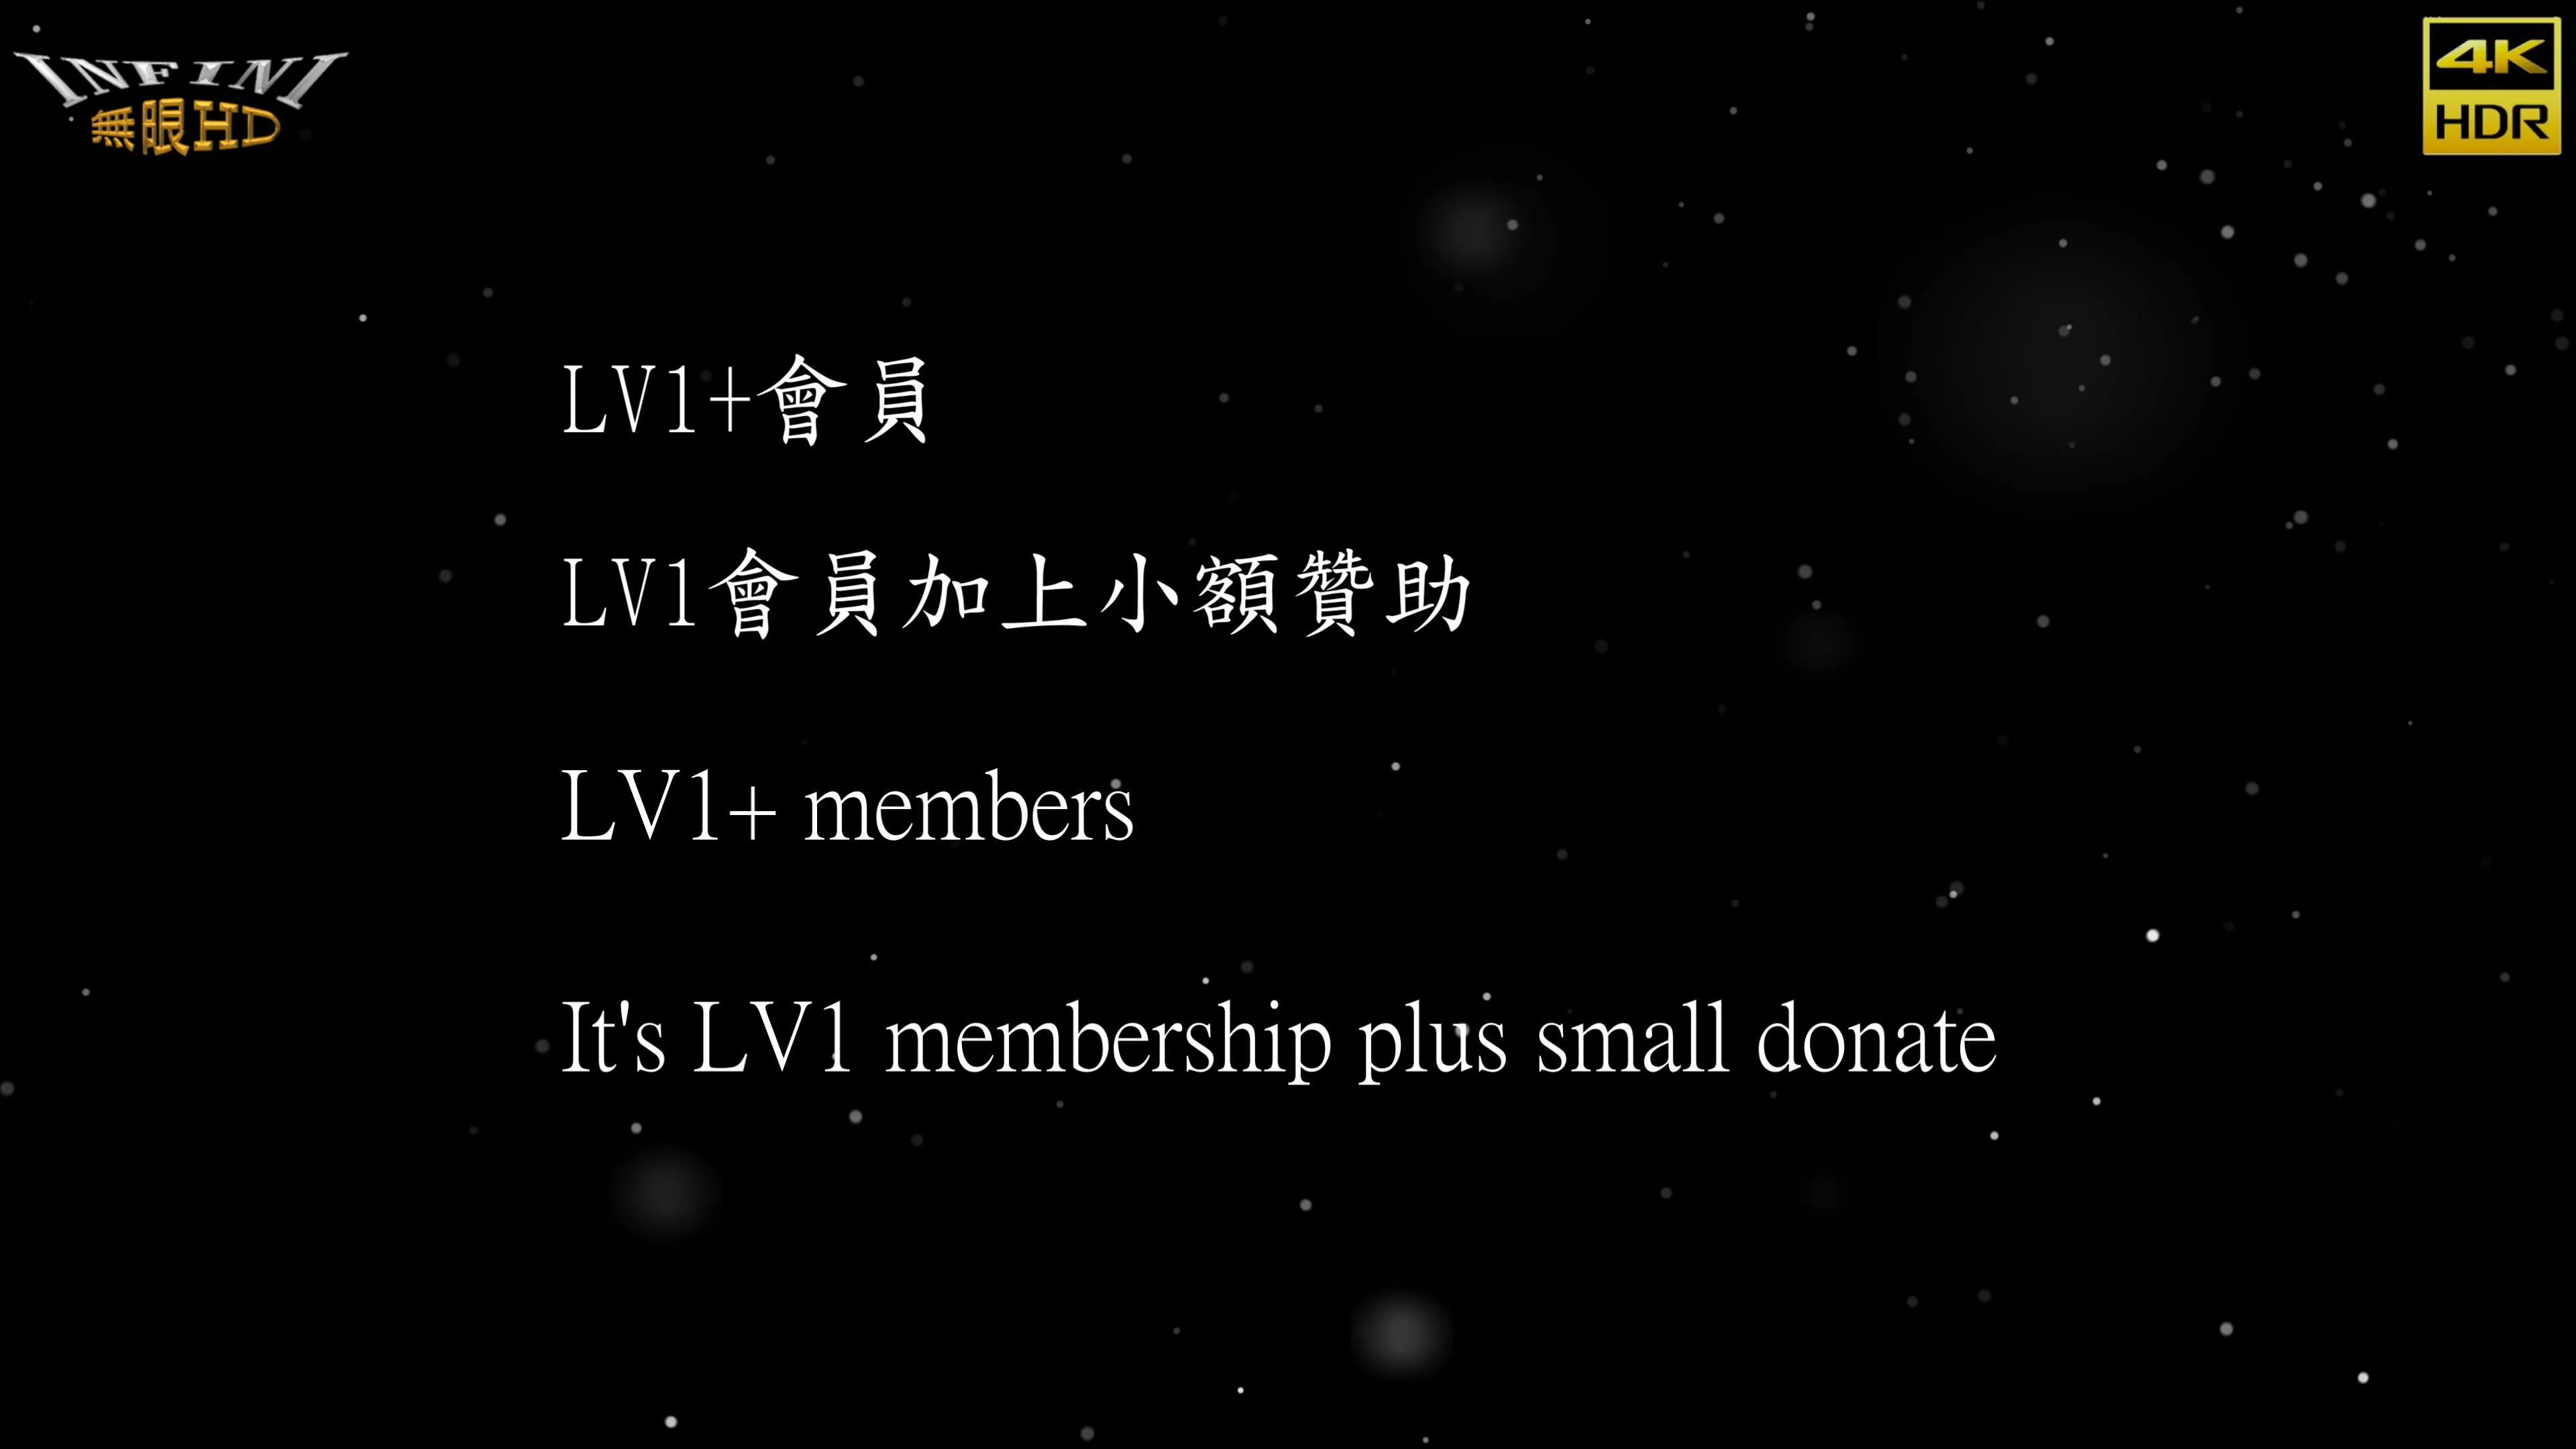 INFINI
無限HD
4K
HDR
LV1+會員
LV1會員加上小額贊助
LV1+ members
It's LV1 membership plus small donate